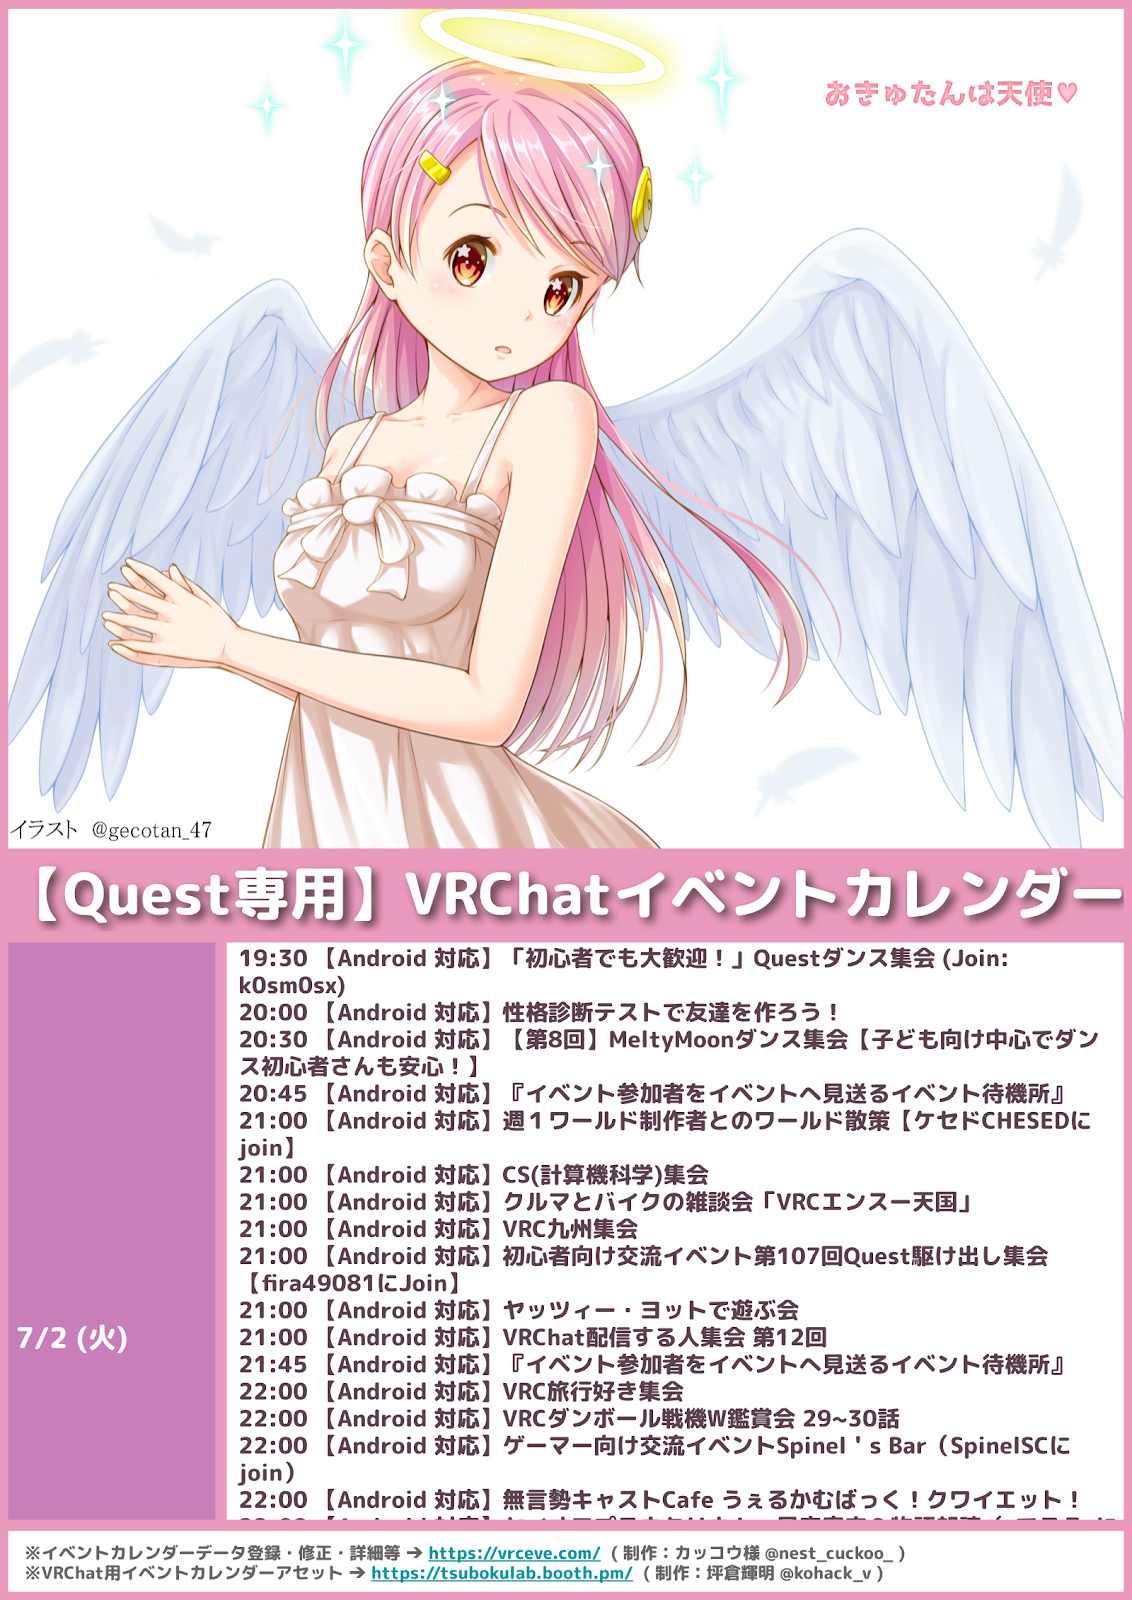 おきゅたんは天使♥
イラスト @gecotan_47
【Quest専用】VRChatイベントカレンダー
7/2 (火)
19:30 【Android 対応】「初心者でも大歓迎！」Questダンス集会 (Join:
k0sm0sx)
20:00 【Android 対応】性格診断テストで友達を作ろう！
20:30 【Android 対応】【第8回】MeltyMoonダンス集会【子ども向け中心でダン
ス初心者さんも安心！】
20:45 【Android 対応】『イベント参加者をイベントへ見送るイベント待機所』
21:00 【Android 対応】週１ワールド制作者とのワールド散策【ケセドCHESEDに
join】
21:00 【Android 対応】CS(計算機科学)集会
21:00 【Android 対応】クルマとバイクの雑談会「VRCエンスー天国」
21:00 【Android 対応】VRC九州集会
21:00 【Android 対応】初心者向け交流イベント第107回Quest駆け出し集会
【fira49081にJoin】
21:00 【Android 対応】ヤッツィー・ヨットで遊ぶ会
21:00 【Android 対応】VRChat配信する人集会 第12回
21:45 【Android 対応】『イベント参加者をイベントへ見送るイベント待機所』
22:00 【Android 対応】VRC旅行好き集会
22:00 【Android 対応】VRCダンボール戦機W鑑賞会 29~30話
22:00 【Android 対応】ゲーマー向け交流イベントSpinel＇s Bar（SpinelSCに
join）
22:00 【Android 対応】無言勢キャストCafe うぇるかむばっく！クワイエット！
※イベントカレンダーデータ登録・修正・詳細等 ➔ https://vrceve.com/ ( 制作：カッコウ様 @nest_cuckoo_ )
※VRChat用イベントカレンダーアセット ➔ https://tsubokulab.booth.pm/ ( 制作：坪倉輝明 @kohack_v )